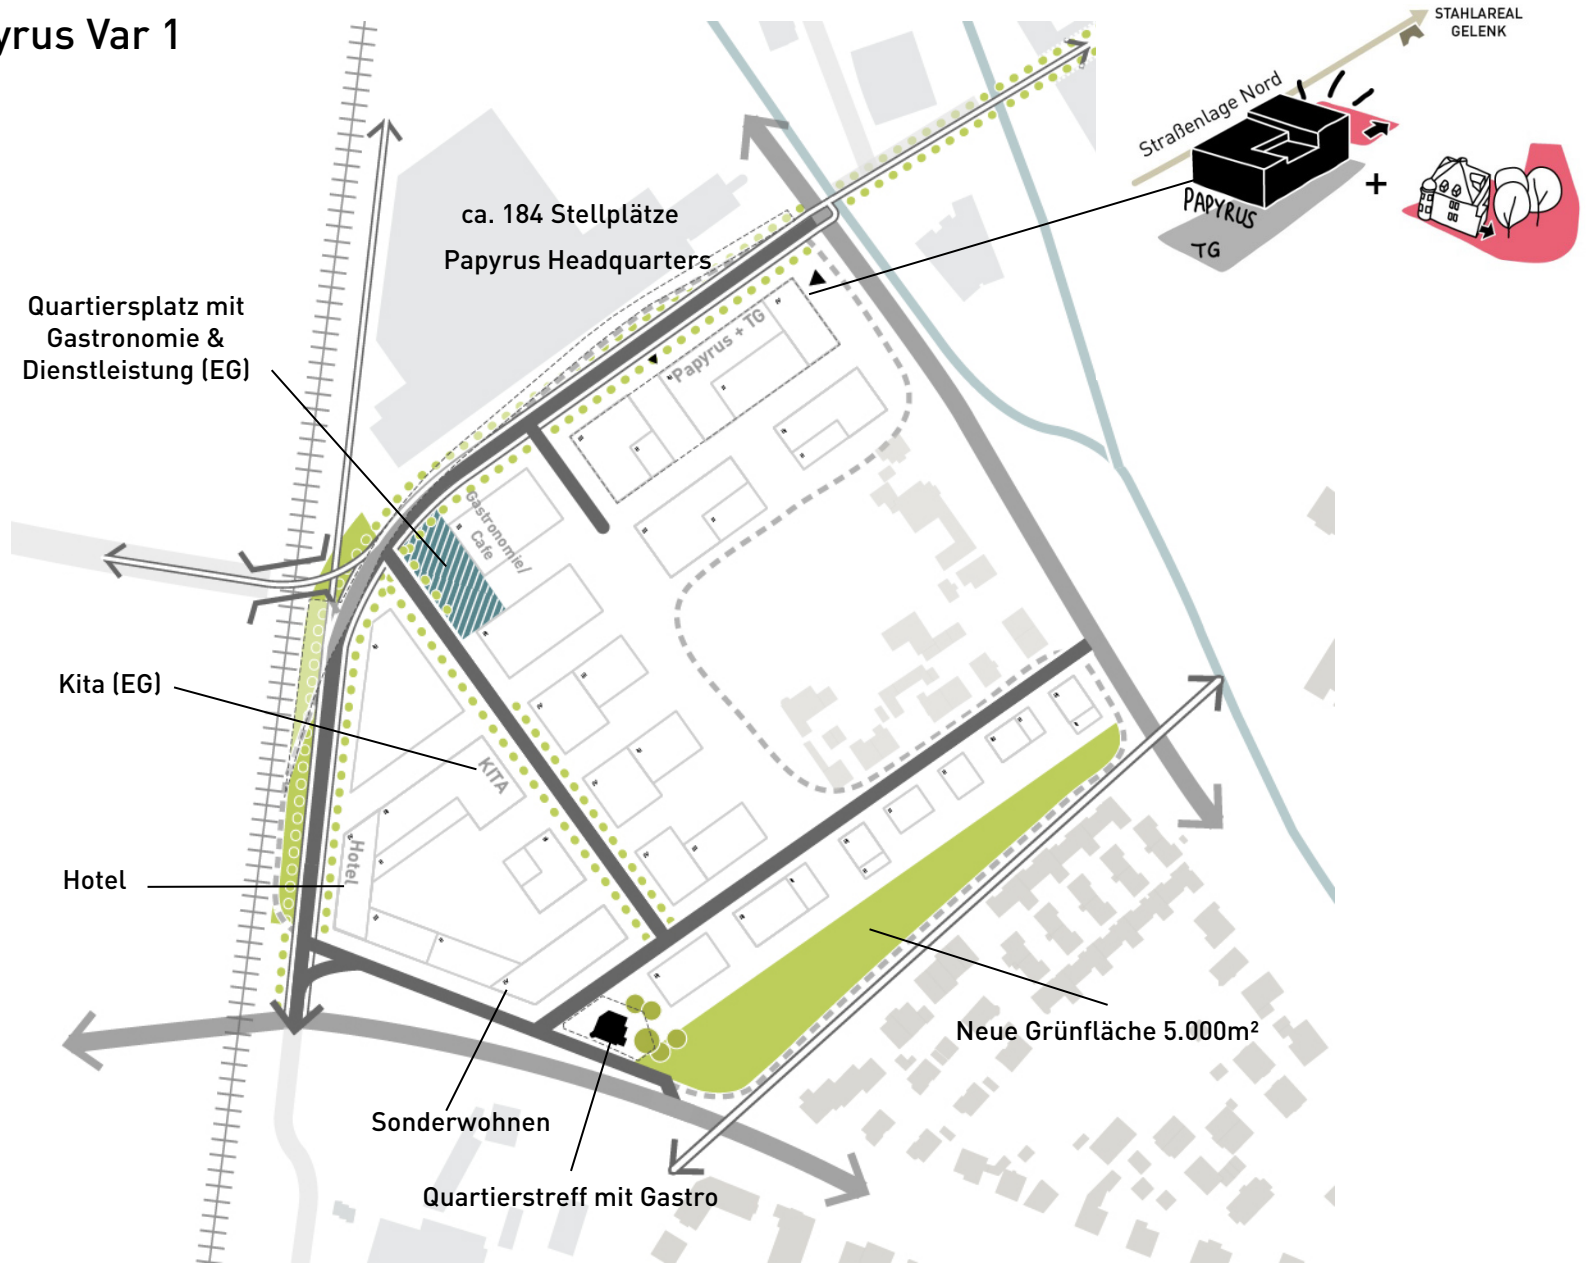 yrus Var 1
STAHLAREAL
GELENK
Straßenlage Nord
PAPYRUS
TG
+
ca. 184 Stellplätze
Papyrus Headquarters
Quartiersplatz mit
Gastronomie &
Dienstleistung (EG)
Papyrus + TG
Gastronomie/
Cafe
Kita (EG)
KITA
Hotel
Hotel
Neue Grünfläche 5.000m²
Sonderwohnen
Quartierstreff mit Gastro